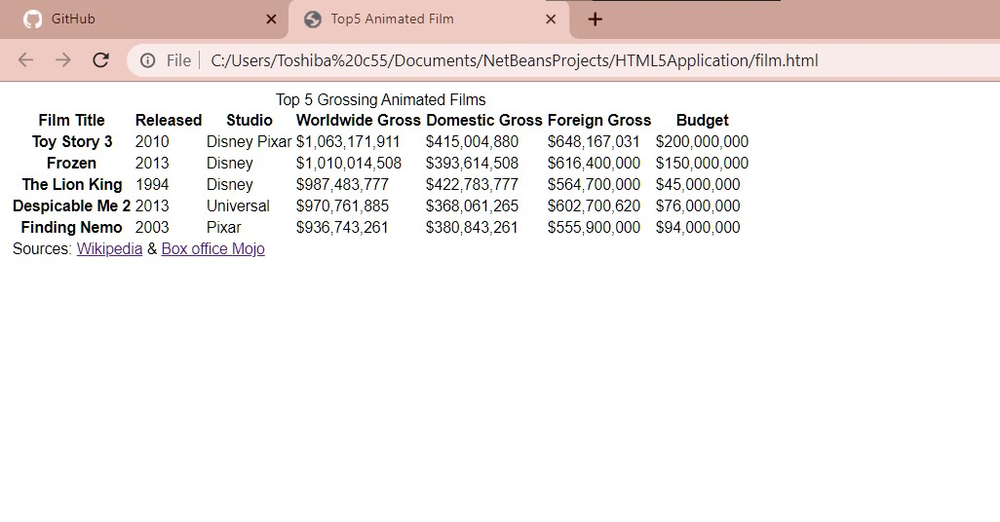 GitHub
Top5 Animated Film
File
C:/Users/Toshiba%20c55/Documents/NetBeansProjects/HTML5Application/film.html
Top 5 Grossing Animated Films
Film Title Released Studio Worldwide Gross Domestic Gross Foreign Gross Budget
Toy Story 3 2010 Disney Pixar $1,063,171,911 $415,004,880 $648,167,031 $200,000,000
Frozen 2013 Disney $1,010,014,508 $393,614,508 $616,400,000 $150,000,000
The Lion King 1994 Disney $987,483,777 $422,783,777 $564,700,000 $45,000,000
Despicable Me 2 2013 Universal $970,761,885 $368,061,265 $602,700,620 $76,000,000
Finding Nemo 2003 Pixar $936,743,261 $380,843,261 $555,900,000 $94,000,000
Sources: Wikipedia & Box office Mojo